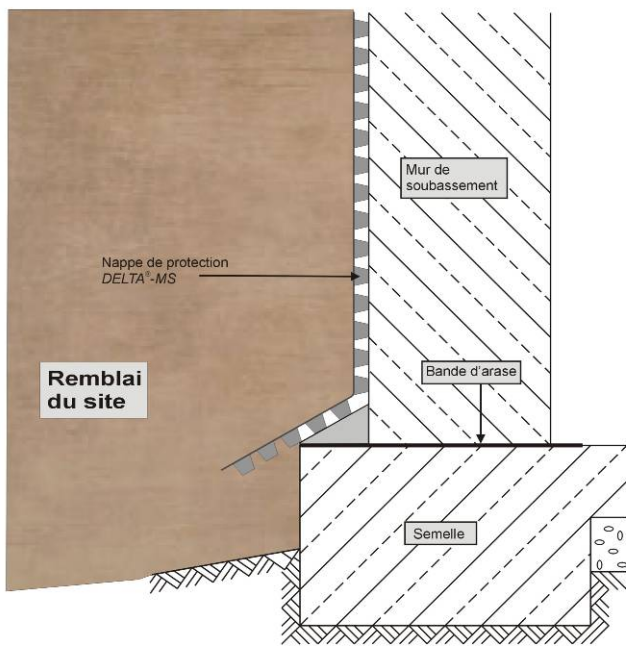 Mur de
soubassement
Nappe de protection
DELTA®-MS
Remblai
du site
Bande d'arase
Semelle